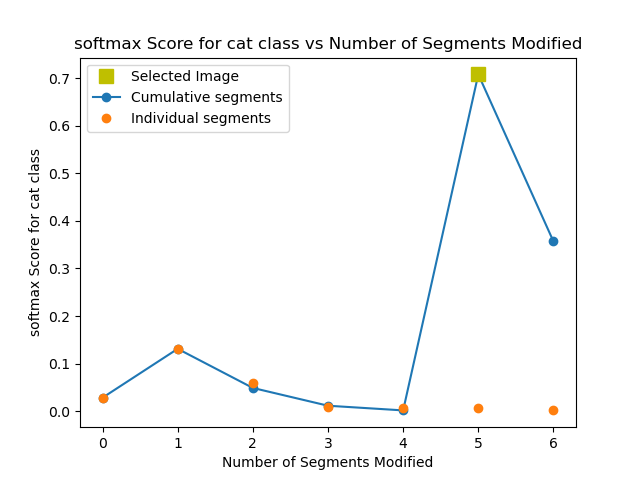 softmax Score for cat class vs Number of Segments Modified
Selected Image
Cumulative segments
Individual segments
softmax Score for cat class
0.7
0.6
0.5
0.4
0.3
0.2
0.1
0.0
0 1 2 3 4 5 6
Number of Segments Modified